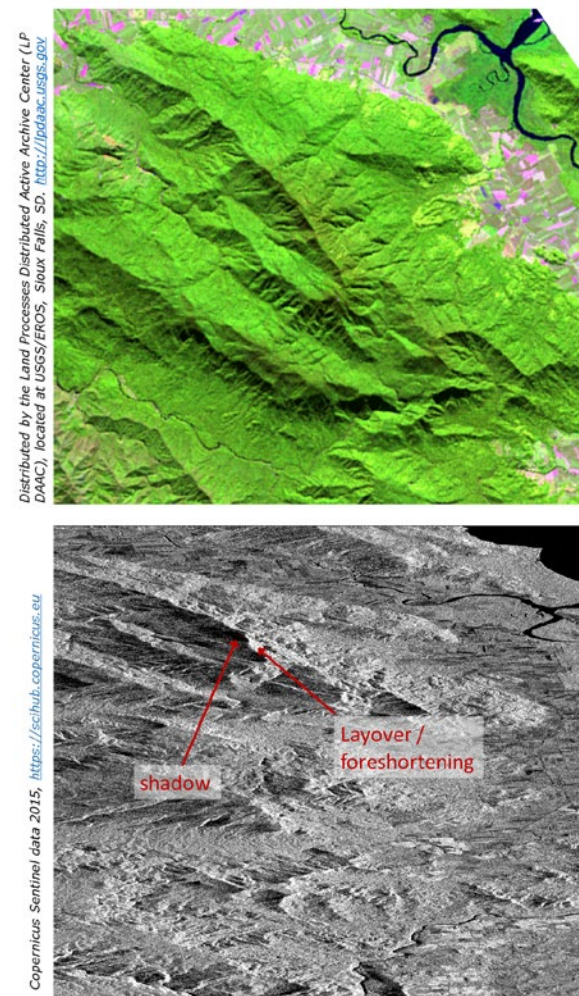 Distributed by the Land Processes Distributed Active Archive Center (LP
DAAC), located at USGS/EROS, Sioux Falls, SD. http://lpdaac.usgs.gov
Copernicus Sentinel data 2015, https://scihub.copernicus.eu
shadow
Layover /
foreshortening